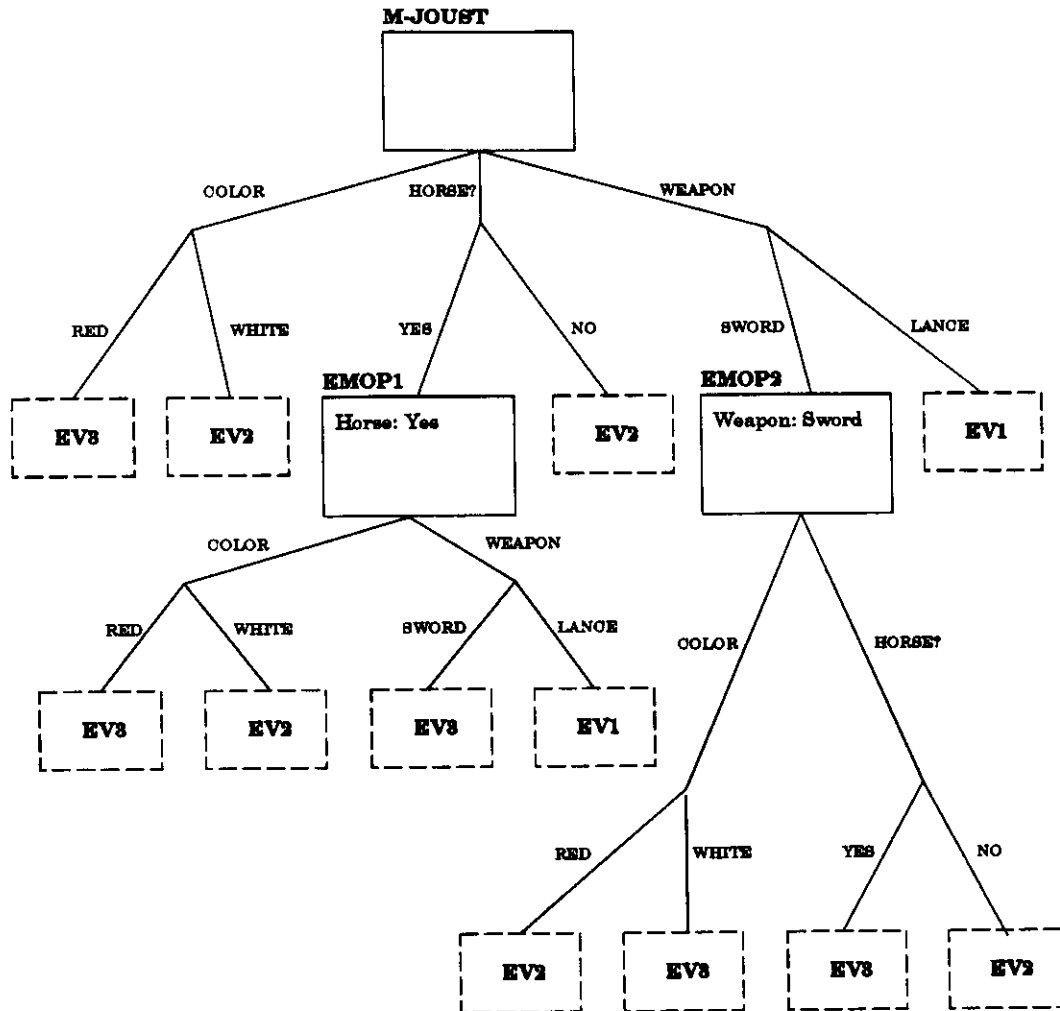 M-JOUST
COLOR
HORSE?
WEAPON
RED
WHITE
YES
NO
SWORD
LANCE
EMOP1
EMOP2
EV3
EV2
Horse: Yes
EV2
Weapon: Sword
EV1
COLOR
WEAPON
RED
WHITE
SWORD
LANCE
COLOR
HORSE?
EV3
EV2
EV3
EV1
RED
WHITE
YES
NO
EV2
EV3
EV3
EV2